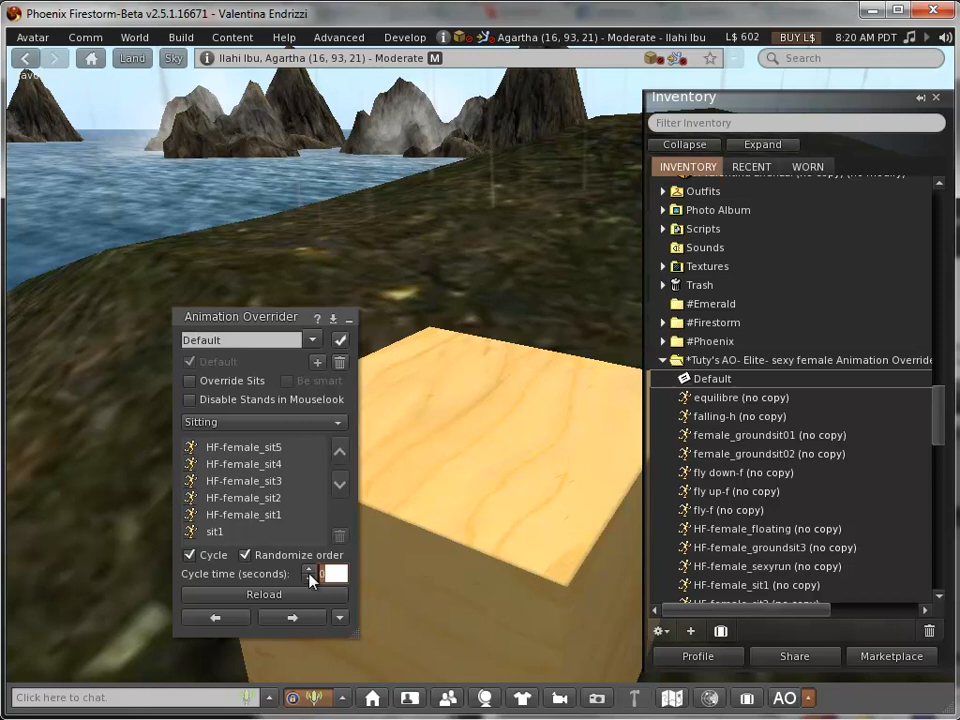 Phoenix Firestorm-Beta v2.5.1.16671 - Valentina Endrizzi
Avatar Comm World Build Content Help Advanced Develop Agartha (16, 93, 21) - Moderate - Ilahi Ibu L$ 602 BUY L$ 8:20 AM PDT
Land Sky Ilahi Ibu, Agartha (16, 93, 21) - Moderate M Search
Inventory
Filter Inventory
Collapse Expand
INVENTORY RECENT WORN
Outfits
Photo Album
Scripts
Sounds
Textures
Trash
#Emerald
#Firestorm
#Phoenix
*Tuty's AO- Elite- sexy female Animation Override
Default
equilibre (no copy)
falling-h (no copy)
female_groundsit01 (no copy)
female_groundsit02 (no copy)
fly down-f (no copy)
fly up-f (no copy)
fly-f (no copy)
HF-female_floating (no copy)
HF-female_groundsit3 (no copy)
HF-female_sexyrun (no copy)
HF-female_sit1 (no copy)
Profile Share Marketplace
Animation Overrider ?
Default
Default
Override Sits Be smart
Disable Stands in Mouselook
Sitting
HF-female_sit5
HF-female_sit4
HF-female_sit3
HF-female_sit2
HF-female_sit1
sit1
Cycle Randomize order
Cycle time (seconds): 0
Reload
Click here to chat. AO